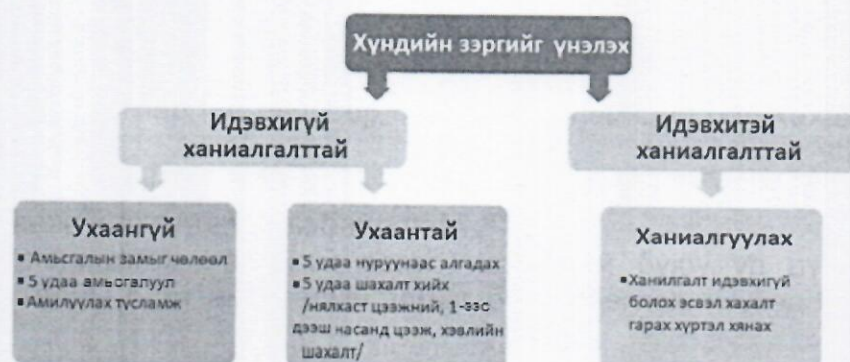 Хүндийн зэргийг үнэлэх
Идэвхигүй
ханиалгалттай
Идэвхитэй
ханиалгалттай
Ухаангүй
▪ Амьсгалын замыг чөлөөл
▪ 5 удаа амьсгалуул
▪ Амилуулах тусламж
Ухаантай
▪ 5 удаа нуруунаас алгадах
▪ 5 удаа шахалт хийх
/нялхаст цээжний, 1-ээс
дээш насанд цээж, хэвлийн
шахалт/
Ханиалгуулах
▪Ханилгалт идэвхигүй
болох эсвэл хахалт
гарах хүртэл хянах